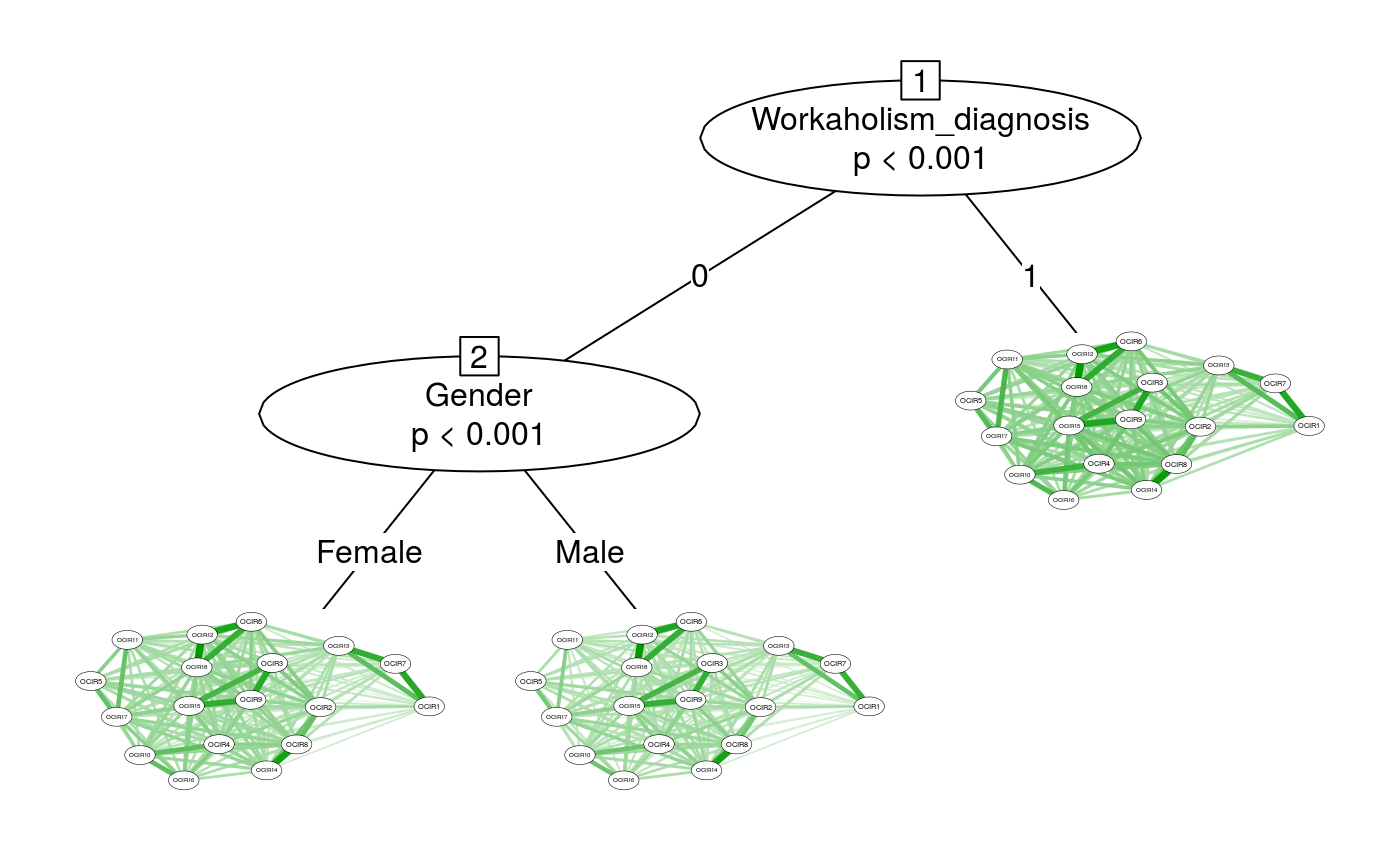 1
Workaholism_diagnosis
p < 0.001
0
1
2
Gender
p < 0.001
Female
Male
OCIR6
OCIR12
OCIR11
OCIR13
OCIR3
OCIR7
OCIR18
OCIR5
OCIR9
OCIR15
OCIR2
OCIR1
OCIR17
OCIR4
OCIR8
OCIR10
OCIR14
OCIR16
OCIR6
OCIR12
OCIR11
OCIR13
OCIR3
OCIR7
OCIR18
OCIR5
OCIR9
OCIR15
OCIR2
OCIR1
OCIR17
OCIR4
OCIR8
OCIR10
OCIR14
OCIR16
OCIR6
OCIR12
OCIR11
OCIR13
OCIR3
OCIR7
OCIR18
OCIR5
OCIR9
OCIR15
OCIR2
OCIR1
OCIR17
OCIR4
OCIR8
OCIR10
OCIR14
OCIR16